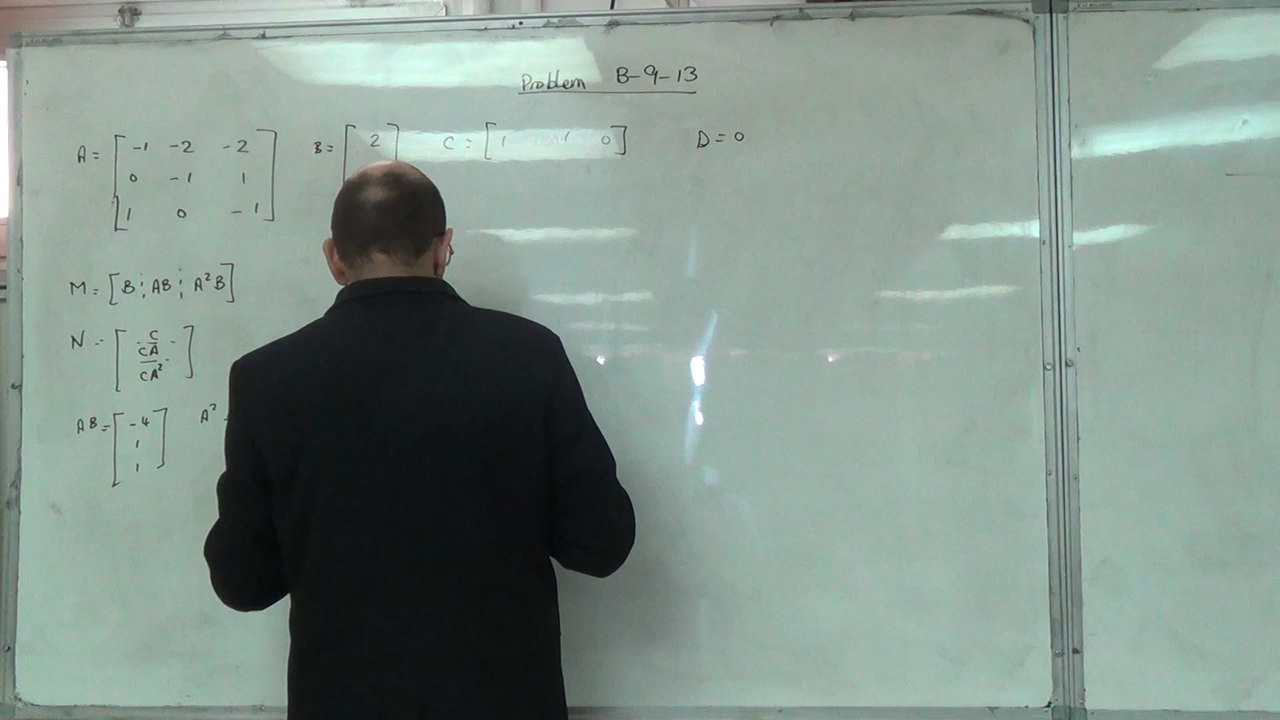 Problem B-9-13
A = [ -1 -2 -2 B = [ 2 ] C = [ 1 1 0 ] D = 0
0 -1 1
1 0 -1 ]
M = [ B ⋮ AB ⋮ A²B ]
N = [ C
CA
CA² ]
AB = [ -4 A² =
1
1 ]